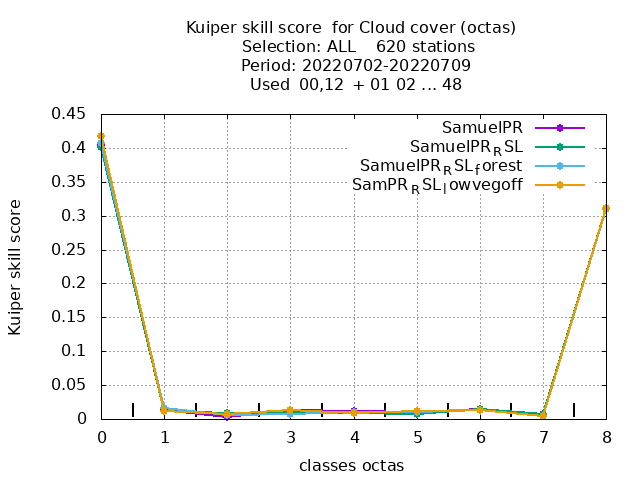 Kuiper skill score  for Cloud cover (octas)
Selection: ALL    620 stations
Period: 20220702-20220709
Used  00,12  + 01 02 ... 48
SamuelPR
SamuelPR_RSL
SamuelPR_RSL_forest
SamPR_RSL_lowvegoff
Kuiper skill score
0.45
0.4
0.35
0.3
0.25
0.2
0.15
0.1
0.05
0
0 1 2 3 4 5 6 7 8
classes octas